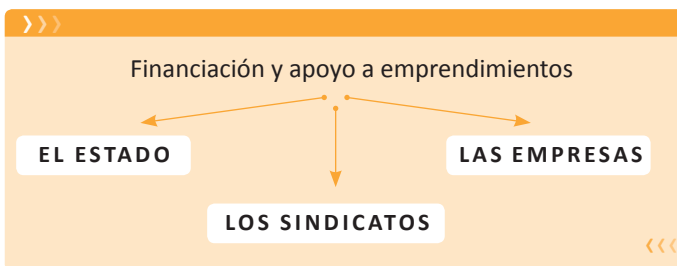 Financiación y apoyo a emprendimientos
EL ESTADO
LAS EMPRESAS
LOS SINDICATOS